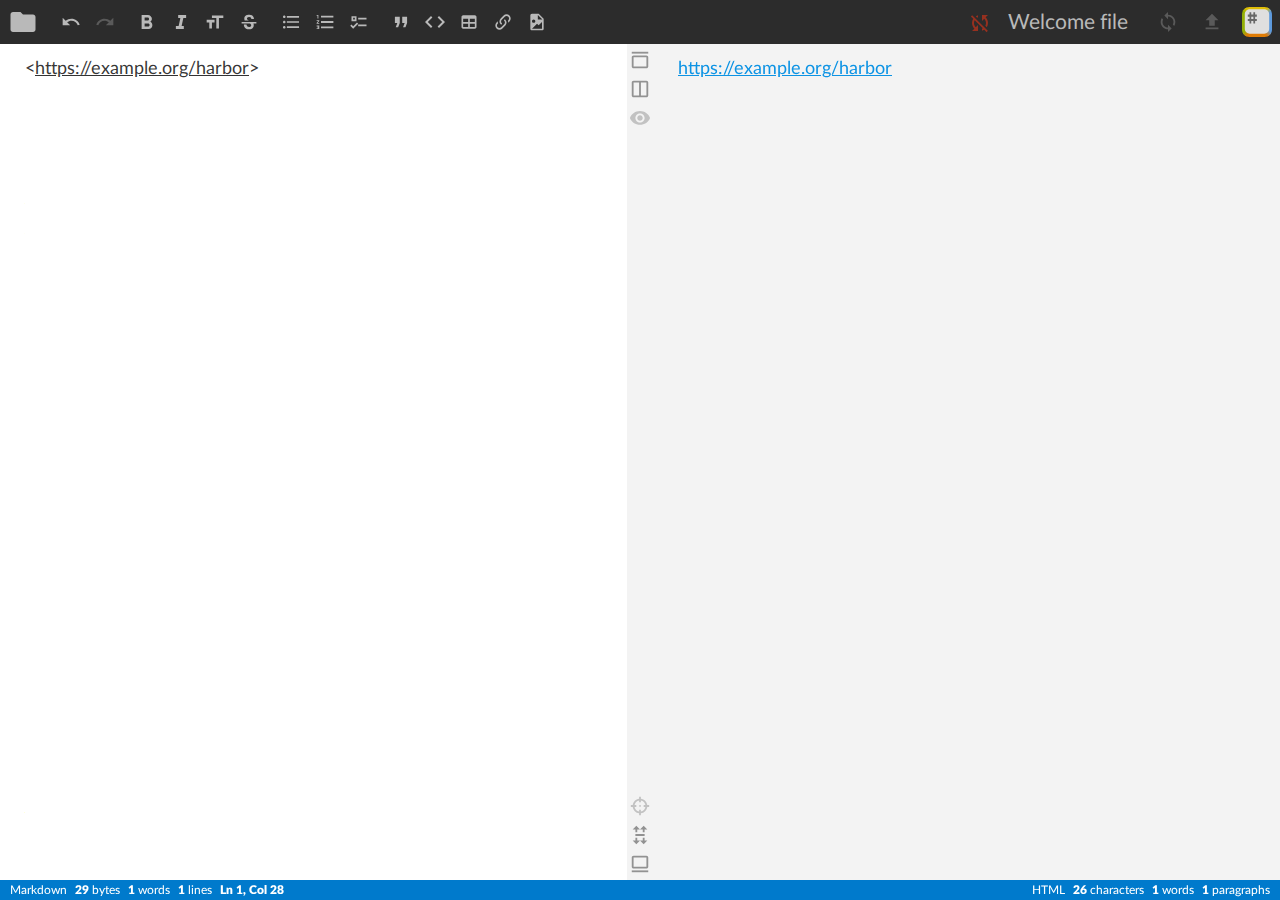 Welcome file
<https://example.org/harbor>
https://example.org/harbor
Markdown 29 bytes 1 words 1 lines Ln 1, Col 28
HTML 26 characters 1 words 1 paragraphs